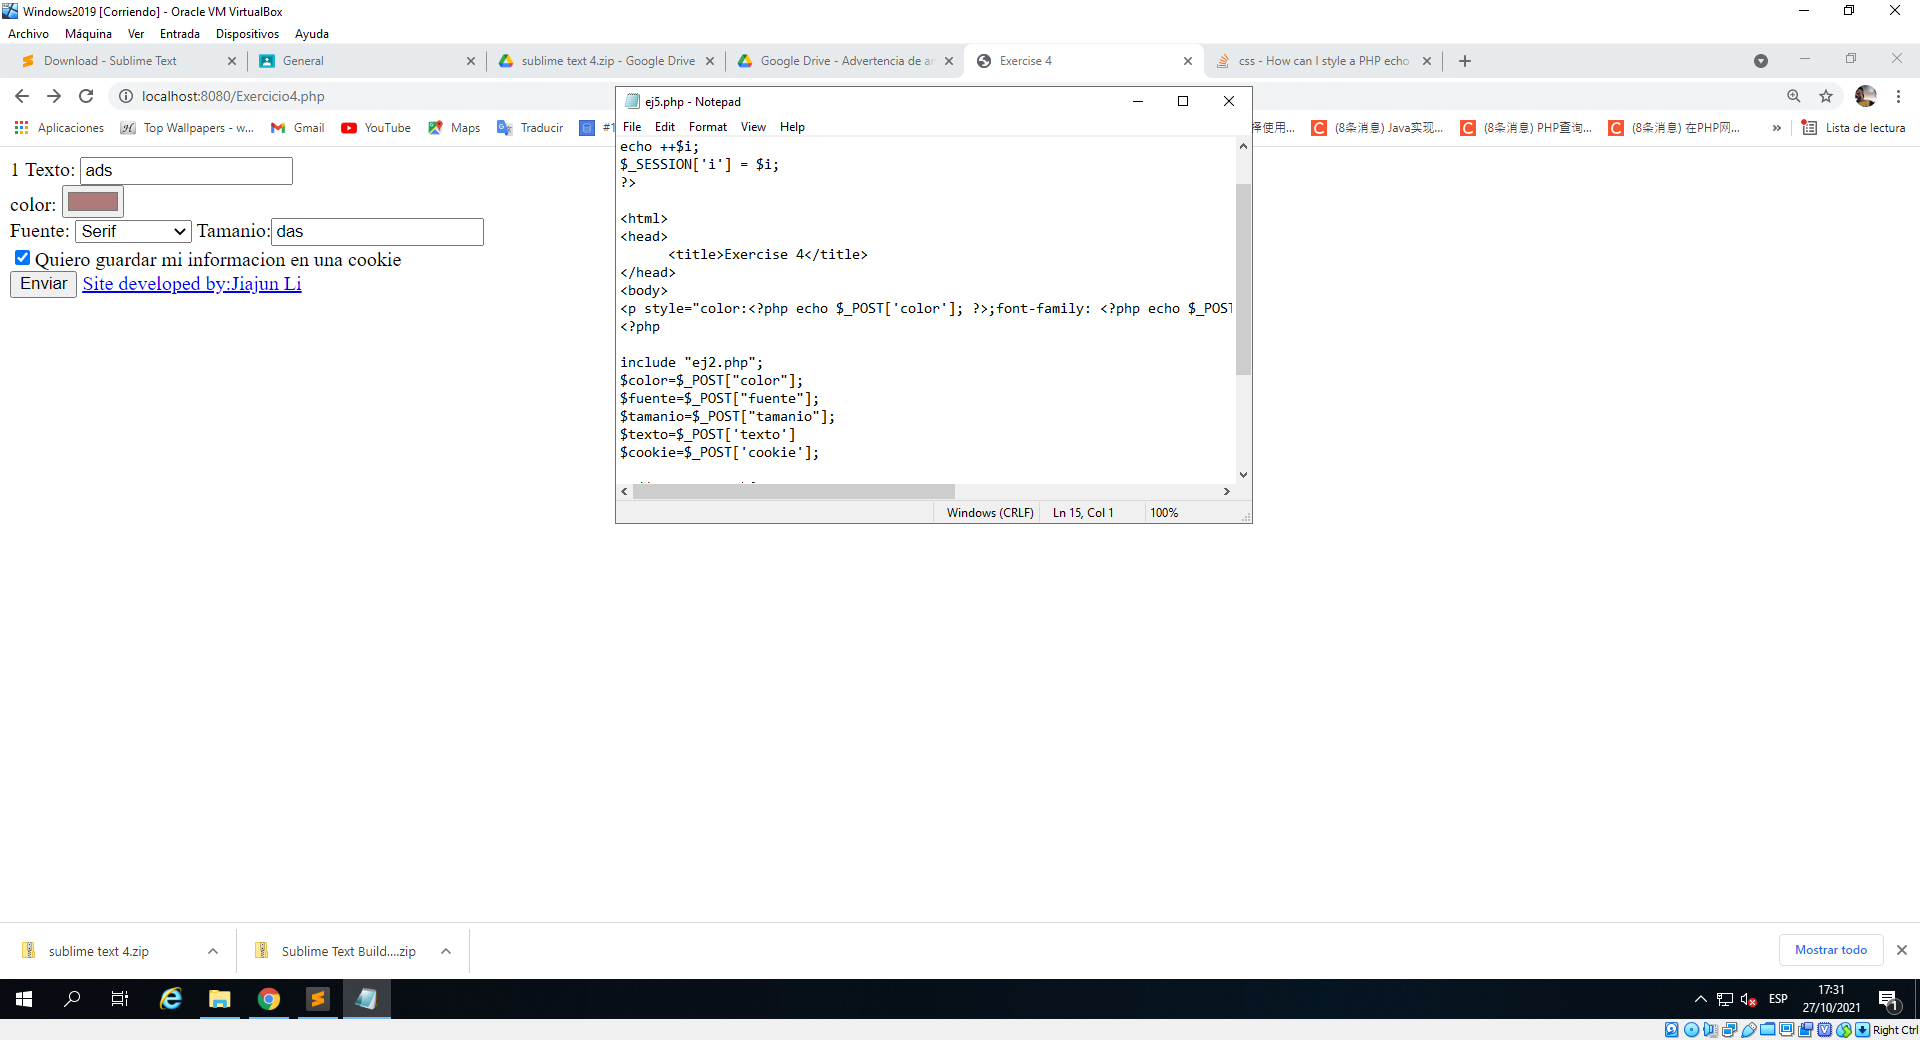 Windows2019 [Corriendo] - Oracle VM VirtualBox
Archivo Máquina Ver Entrada Dispositivos Ayuda
Download - Sublime Text
General
sublime text 4.zip - Google Drive
Google Drive - Advertencia de an
Exercise 4
css - How can I style a PHP echo
localhost:8080/Exercicio4.php
Aplicaciones
Top Wallpapers - w...
Gmail
YouTube
Maps
Traducir
#1
择使用...
(8条消息) Java实现...
(8条消息) PHP查询...
(8条消息) 在PHP网...
»
Lista de lectura
1 Texto: ads
color:
Fuente: Serif Tamanio: das
Quiero guardar mi informacion en una cookie
Enviar Site developed by:Jiajun Li
ej5.php - Notepad
File Edit Format View Help
echo ++$i;
$_SESSION['i'] = $i;
?>
<html>
<head>
<title>Exercise 4</title>
</head>
<body>
<p style="color:<?php echo $_POST['color']; ?>;font-family: <?php echo $_POST
<?php
include "ej2.php";
$color=$_POST["color"];
$fuente=$_POST["fuente"];
$tamanio=$_POST["tamanio"];
$texto=$_POST['texto']
$cookie=$_POST['cookie'];
Windows (CRLF) Ln 15, Col 1 100%
sublime text 4.zip
Sublime Text Build....zip
Mostrar todo
ESP
17:31
27/10/2021
1
Right Ctrl